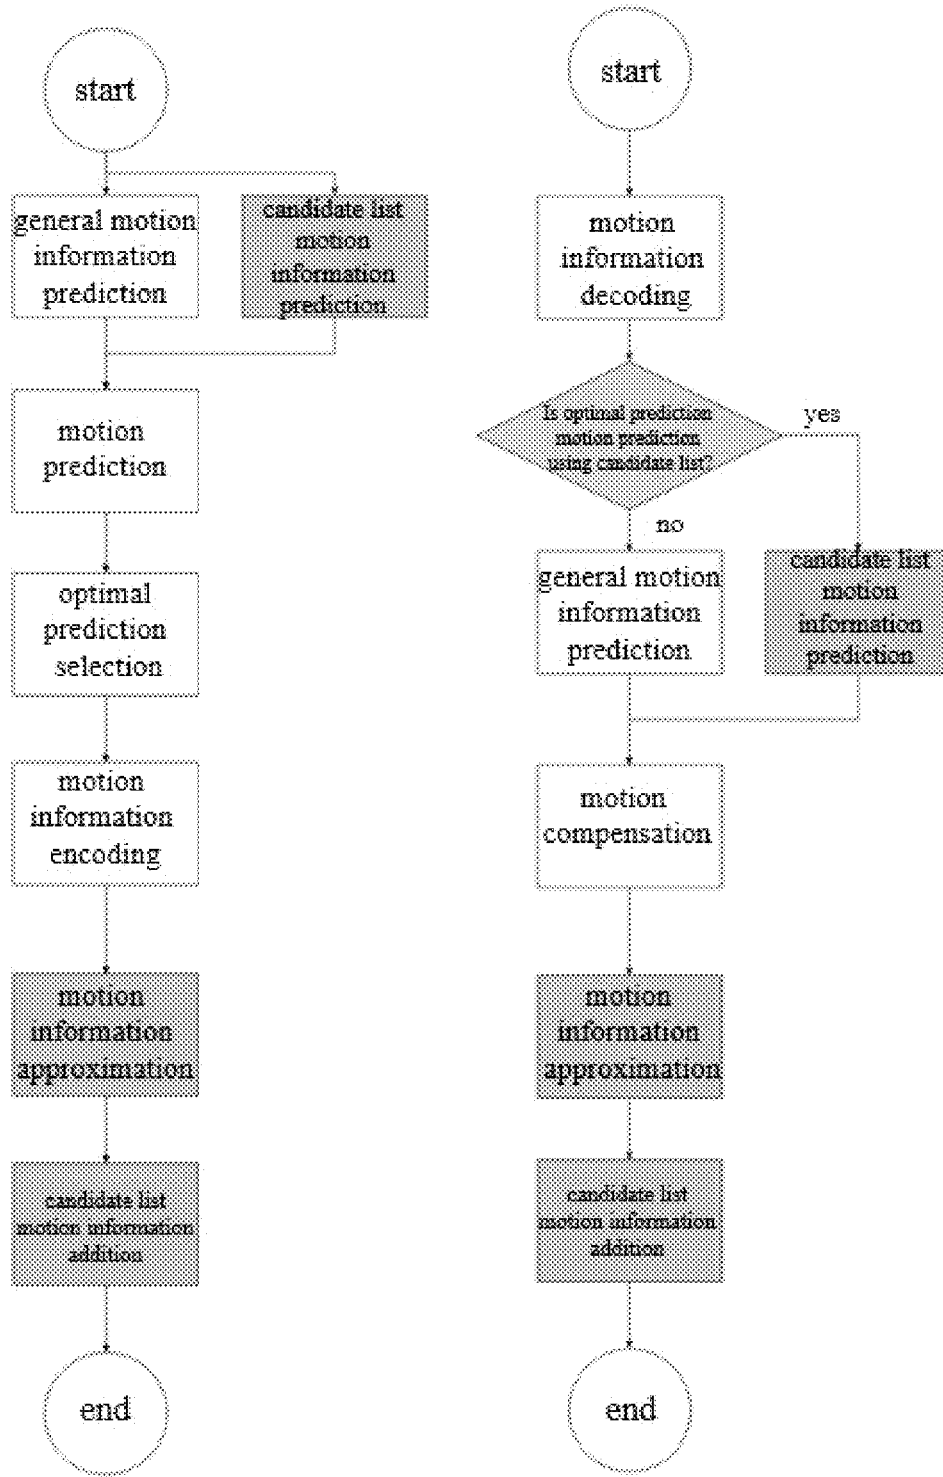 start
general motion
information
prediction
candidate list
motion
information
prediction
motion
prediction
optimal
prediction
selection
motion
information
encoding
motion
information
approximation
candidate list
motion information
addition
end
start
motion
information
decoding
Is optimal prediction
motion prediction
using candidate list?
yes
no
general motion
information
prediction
candidate list
motion
information
prediction
motion
compensation
motion
information
approximation
candidate list
motion information
addition
end